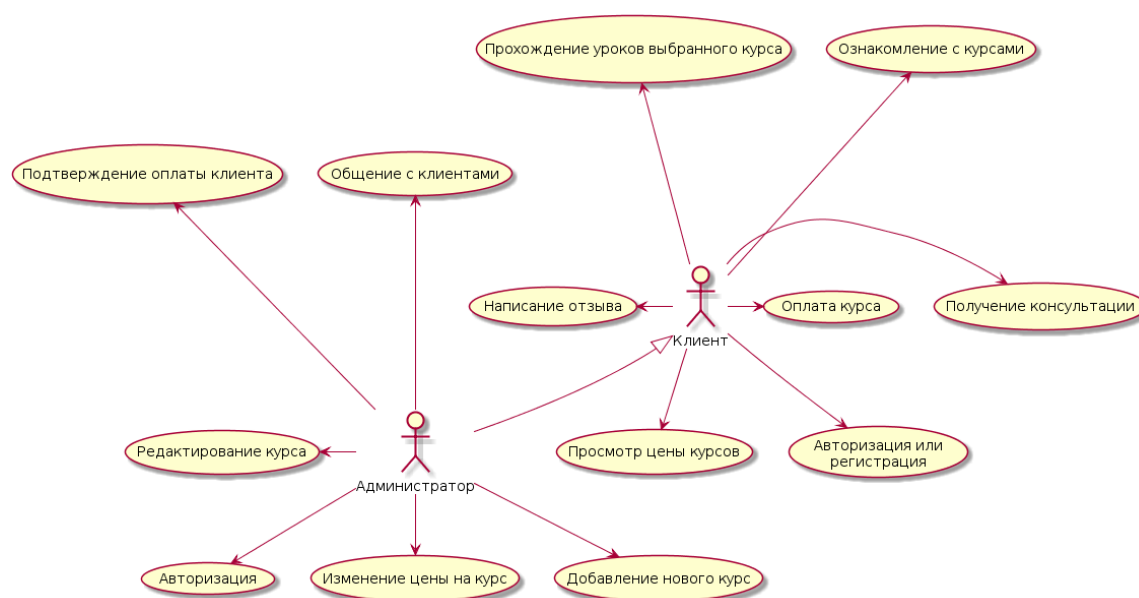 Прохождение уроков выбранного курса
Ознакомление с курсами
Подтверждение оплаты клиента
Общение с клиентами
Написание отзыва
Оплата курса
Получение консультации
Клиент
Редактирование курса
Просмотр цены курсов
Авторизация или
регистрация
Администратор
Авторизация
Изменение цены на курс
Добавление нового курс